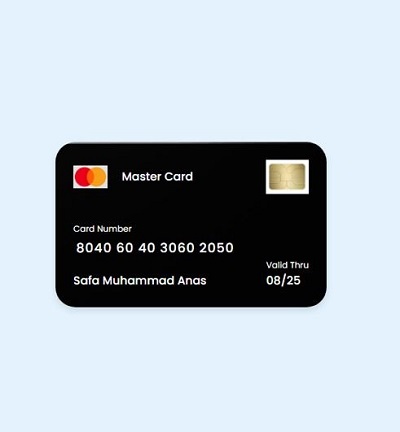 Master Card
Card Number
8040 60 40 3060 2050
Valid Thru
Safa Muhammad Anas
08/25